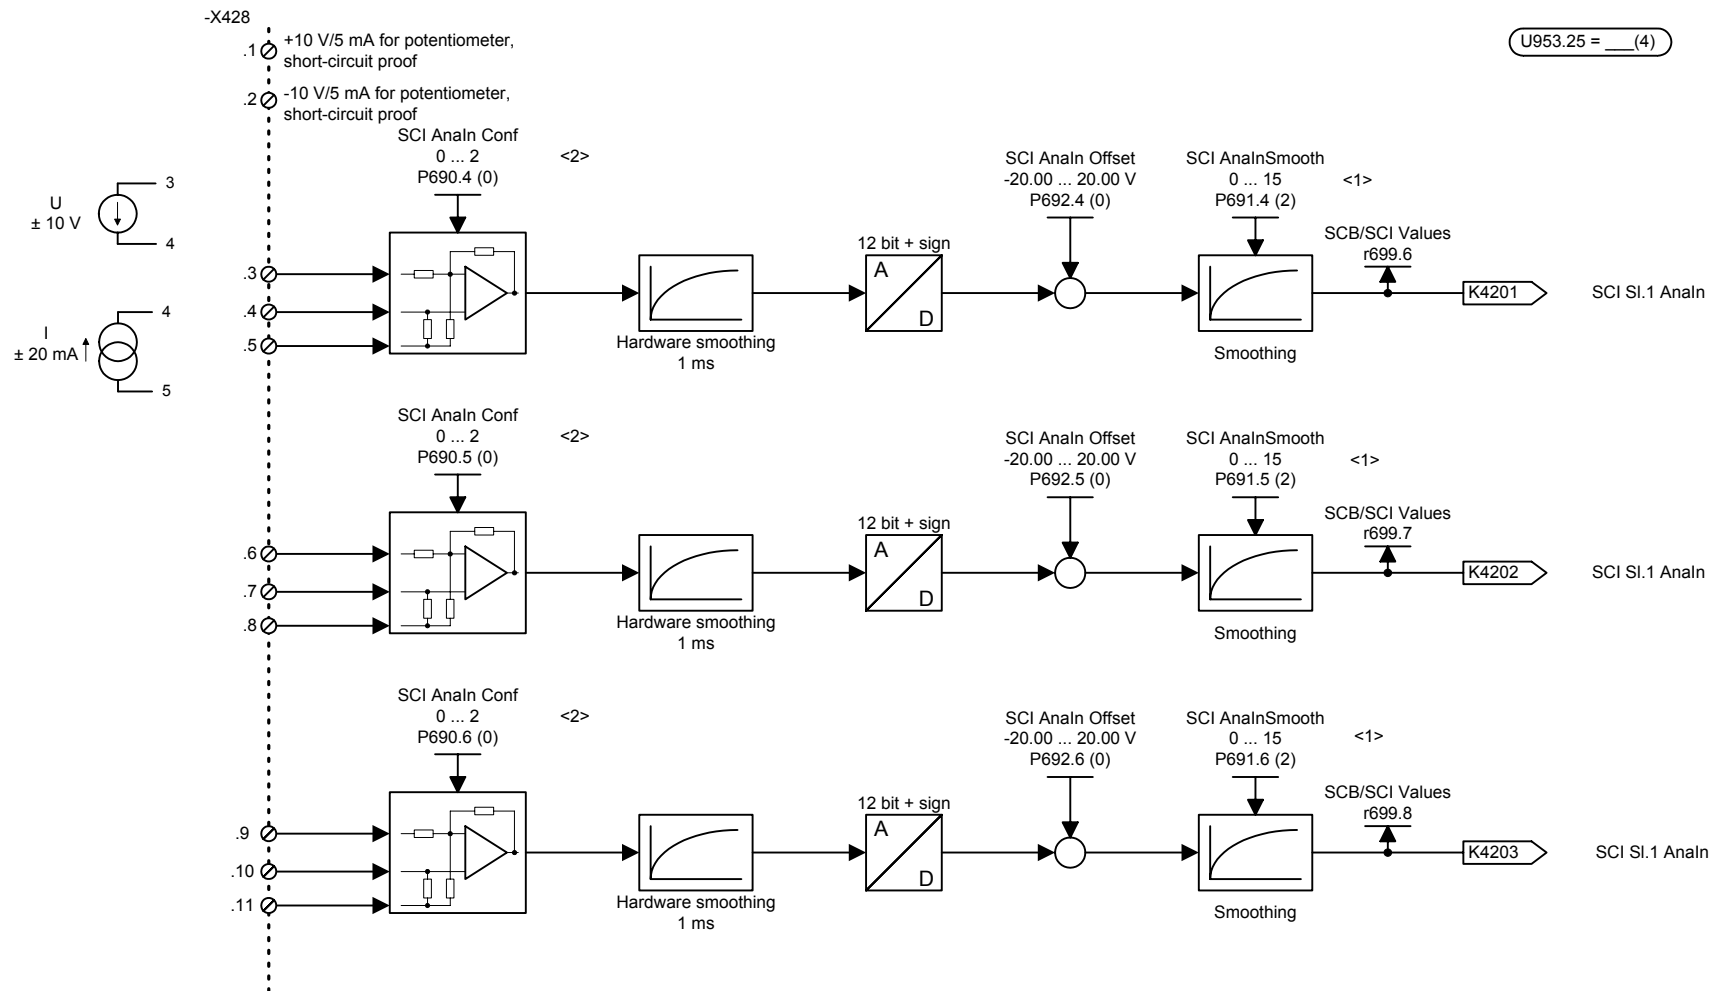 -X428
.1
+10 V/5 mA for potentiometer,
short-circuit proof
U953.25 = ___(4)
.2
-10 V/5 mA for potentiometer,
short-circuit proof
SCI AnaIn Conf
0 ... 2
<2>
P690.4 (0)
SCI AnaIn Offset
-20.00 ... 20.00 V
P692.4 (0)
SCI AnaInSmooth
0 ... 15
<1>
P691.4 (2)
U
± 10 V
3
4
SCB/SCI Values
r699.6
12 bit + sign
A
D
.3
.4
.5
K4201
SCI Sl.1 AnaIn
I
± 20 mA
4
5
Hardware smoothing
1 ms
Smoothing
SCI AnaIn Conf
0 ... 2
<2>
P690.5 (0)
SCI AnaIn Offset
-20.00 ... 20.00 V
P692.5 (0)
SCI AnaInSmooth
0 ... 15
<1>
P691.5 (2)
SCB/SCI Values
r699.7
12 bit + sign
A
D
.6
.7
.8
K4202
SCI Sl.1 AnaIn
Hardware smoothing
1 ms
Smoothing
SCI AnaIn Conf
0 ... 2
<2>
P690.6 (0)
SCI AnaIn Offset
-20.00 ... 20.00 V
P692.6 (0)
SCI AnaInSmooth
0 ... 15
<1>
P691.6 (2)
SCB/SCI Values
r699.8
12 bit + sign
A
D
.9
.10
.11
K4203
SCI Sl.1 AnaIn
Hardware smoothing
1 ms
Smoothing